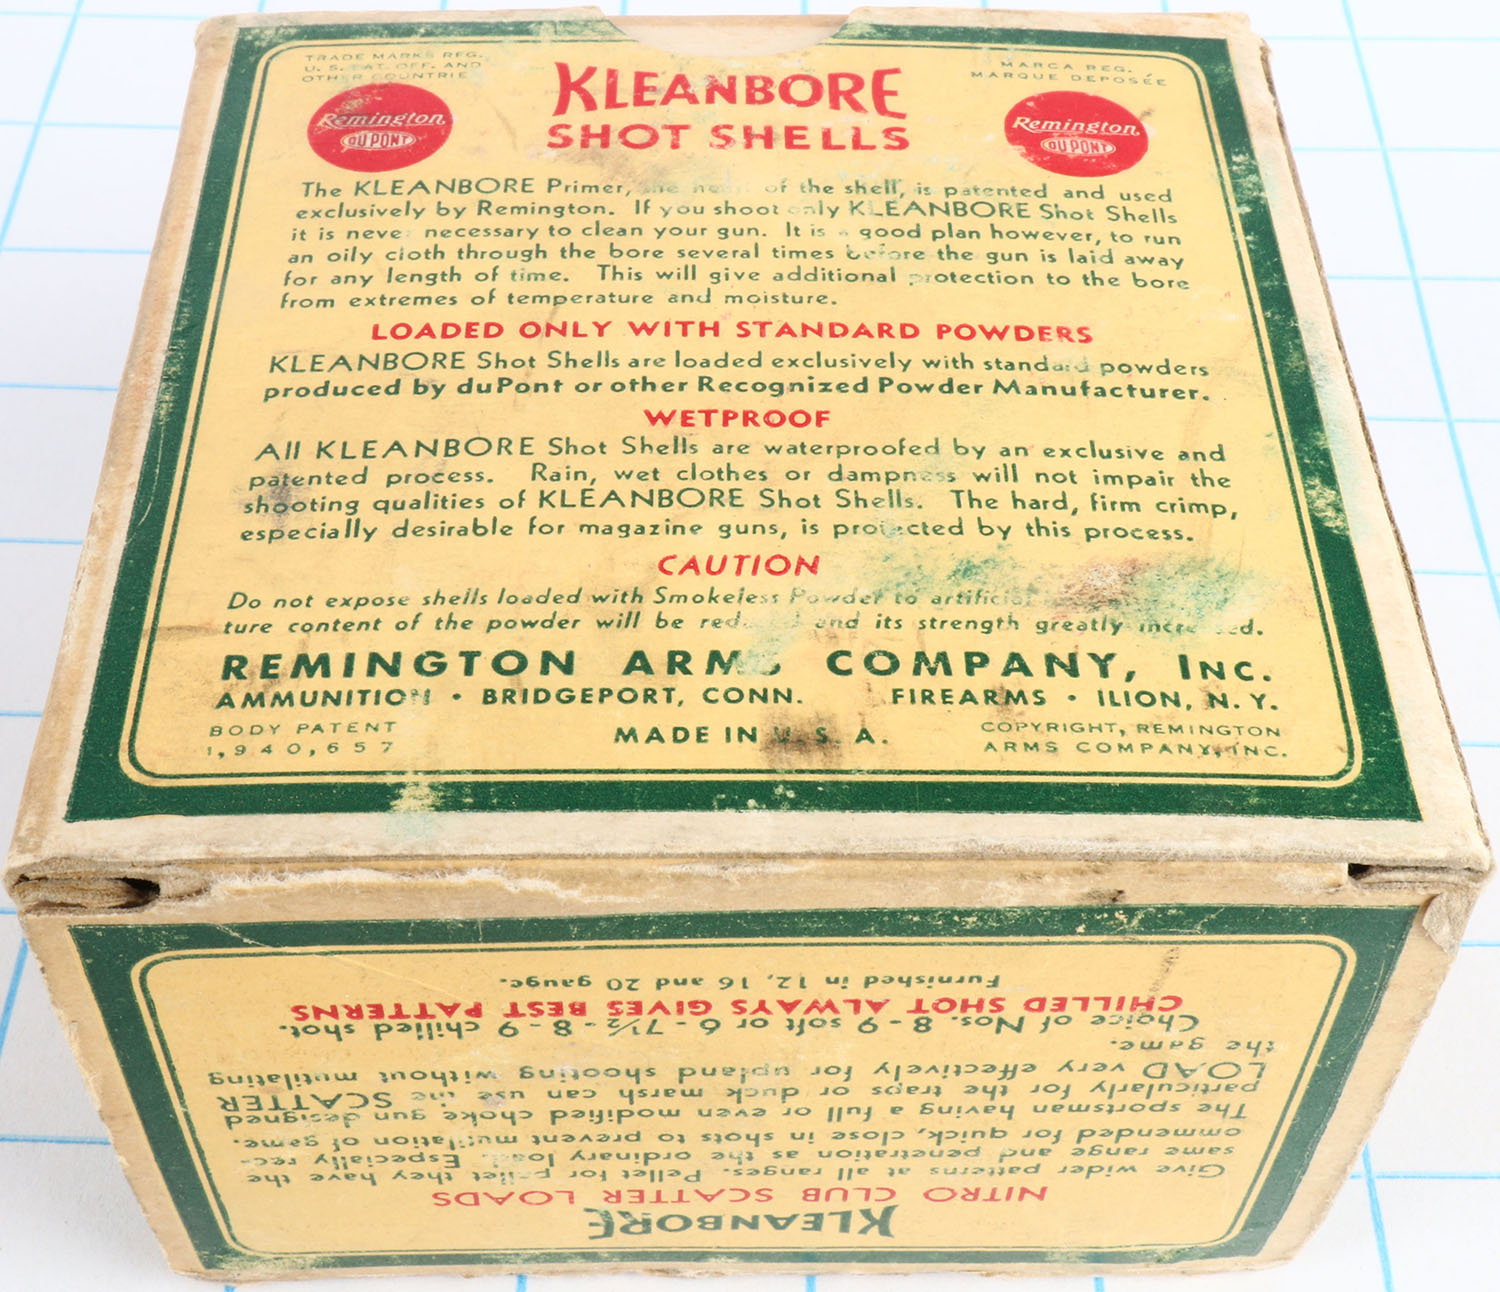 TRADE MARKS REG.
U. S. PAT. OFF. AND
OTHER COUNTRIES
MARCA REG.
MARQUE DEPOSÉE
KLEANBORE
SHOT SHELLS
Remington
DU PONT
Remington
DU PONT
The KLEANBORE Primer, the heart of the shell, is patented and used
exclusively by Remington. If you shoot only KLEANBORE Shot Shells
it is never necessary to clean your gun. It is a good plan however, to run
an oily cloth through the bore several times before the gun is laid away
for any length of time. This will give additional protection to the bore
from extremes of temperature and moisture.
LOADED ONLY WITH STANDARD POWDERS
KLEANBORE Shot Shells are loaded exclusively with standard powders
produced by duPont or other Recognized Powder Manufacturer.
WETPROOF
All KLEANBORE Shot Shells are waterproofed by an exclusive and
patented process. Rain, wet clothes or dampness will not impair the
shooting qualities of KLEANBORE Shot Shells. The hard, firm crimp,
especially desirable for magazine guns, is protected by this process.
CAUTION
Do not expose shells loaded with Smokeless Powder to artificial
ture content of the powder will be reduced and its strength greatly increased.
REMINGTON ARMS COMPANY, INC.
AMMUNITION • BRIDGEPORT, CONN. FIREARMS • ILION, N. Y.
BODY PATENT
1,940,657
MADE IN U. S. A.
COPYRIGHT, REMINGTON
ARMS COMPANY, INC.
KLEANBORE
NITRO CLUB SCATTER LOADS
Give wider patterns at all ranges. Pellet for pellet they have the
same range and penetration as the ordinary load. Especially rec-
ommended for quick, close in shots to prevent mutilation of game.
The sportsman having a full or even modified choke gun designed
particularly for the traps or duck marsh can use the SCATTER
LOAD very effectively for upland shooting without mutilating
the game.
Choice of Nos. 8 - 9 soft or 6 - 7½ - 8 - 9 chilled shot.
CHILLED SHOT ALWAYS GIVES BEST PATTERNS
Furnished in 12, 16 and 20 gauge.